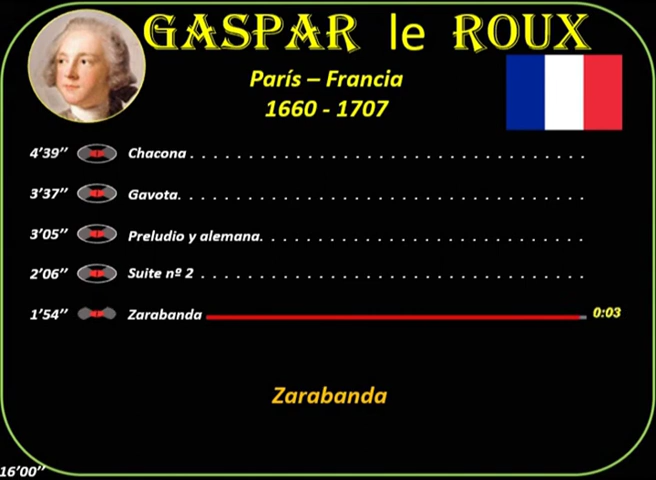 GASPAR le ROUX
París – Francia
1660 - 1707
4’39’’ Chacona . . . . . . . . . . . . . . . . . . . . . . . . . . . . . . . . . .
3’37’’ Gavota. . . . . . . . . . . . . . . . . . . . . . . . . . . . . . . . . . .
3’05’’ Preludio y alemana. . . . . . . . . . . . . . . . . . . . . . . . . . . .
2’06’’ Suite nº 2 . . . . . . . . . . . . . . . . . . . . . . . . . . . . . . . . .
1’54’’ Zarabanda 0:03
Zarabanda
16’00’’